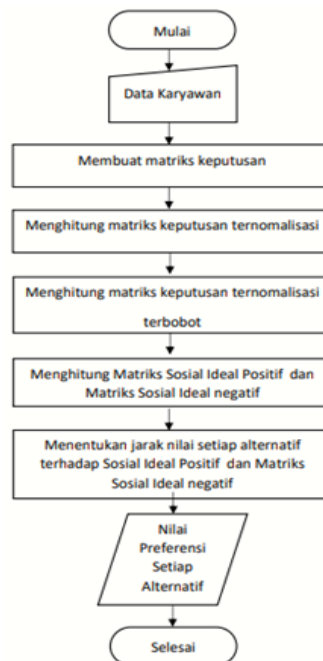 Mulai
Data Karyawan
Membuat matriks keputusan
Menghitung matriks keputusan ternomalisasi
Menghitung matriks keputusan ternomalisasi
terbobot
Menghitung Matriks Sosial Ideal Positif dan
Matriks Sosial Ideal negatif
Menentukan jarak nilai setiap alternatif
terhadap Sosial Ideal Positif dan Matriks
Sosial Ideal negatif
Nilai
Preferensi
Setiap
Alternatif
Selesai